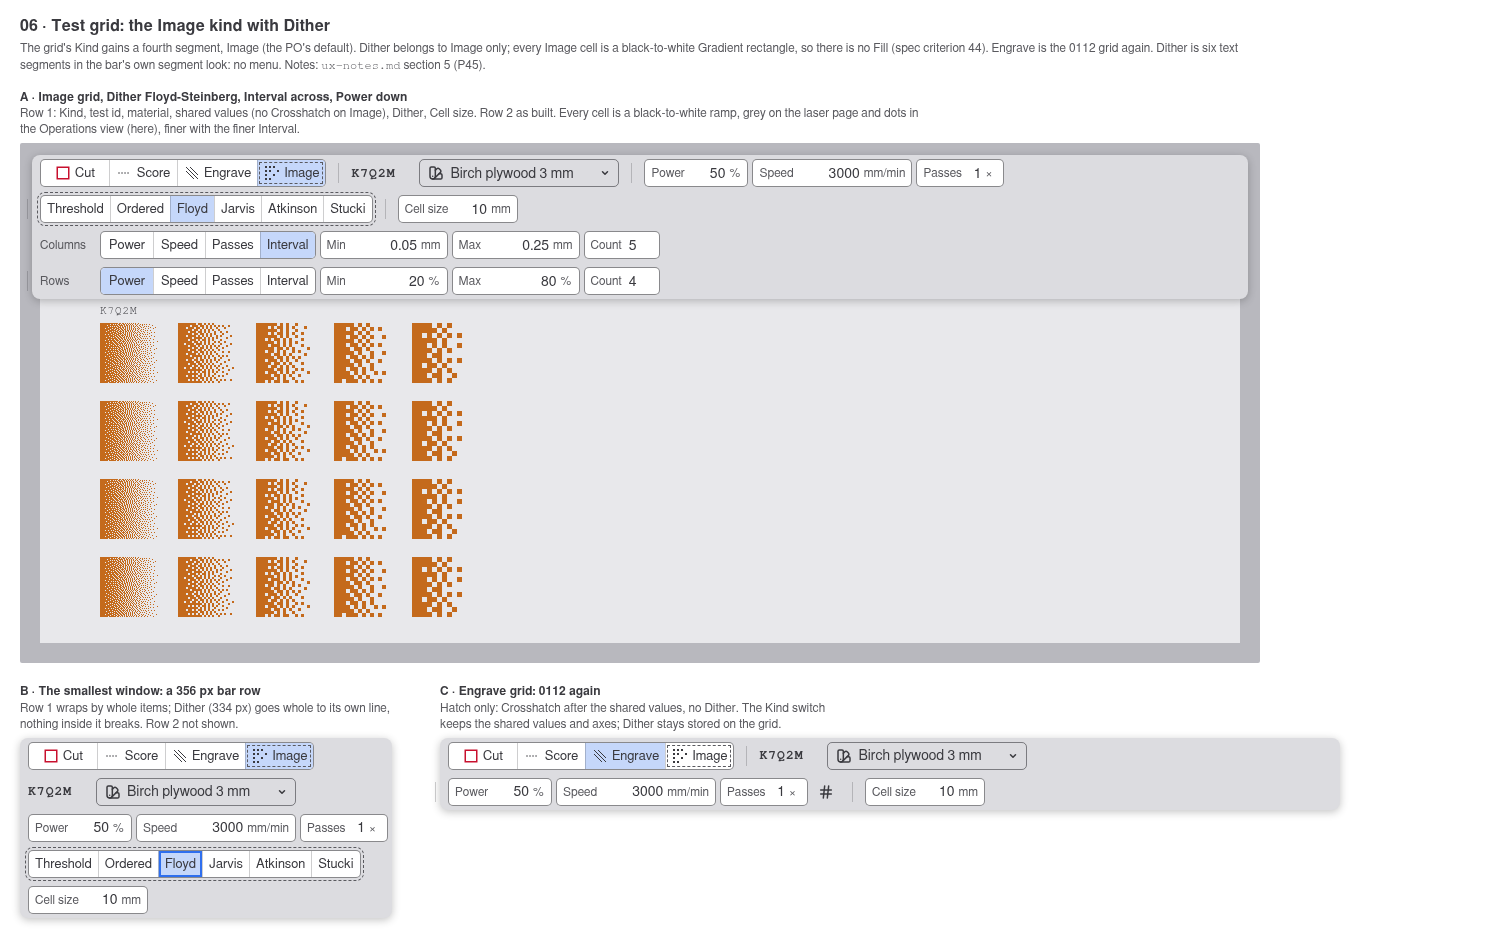 06 · Test grid: the Image kind with Dither
The grid's Kind gains a fourth segment, Image (the PO's default). Dither belongs to Image only; every Image cell is a black-to-white Gradient rectangle, so there is no Fill (spec criterion 44). Engrave is the 0112 grid again. Dither is six text
segments in the bar's own segment look: no menu. Notes: ux-notes.md section 5 (P45).
A · Image grid, Dither Floyd-Steinberg, Interval across, Power down
Row 1: Kind, test id, material, shared values (no Crosshatch on Image), Dither, Cell size. Row 2 as built. Every cell is a black-to-white ramp, grey on the laser page and dots in
the Operations view (here), finer with the finer Interval.
Cut Score Engrave Image K7Q2M Birch plywood 3 mm Power 50 % Speed 3000 mm/min Passes 1 ×
Threshold Ordered Floyd Jarvis Atkinson Stucki Cell size 10 mm
Columns Power Speed Passes Interval Min 0.05 mm Max 0.25 mm Count 5
Rows Power Speed Passes Interval Min 20 % Max 80 % Count 4
K7Q2M
B · The smallest window: a 356 px bar row
Row 1 wraps by whole items; Dither (334 px) goes whole to its own line,
nothing inside it breaks. Row 2 not shown.
Cut Score Engrave Image
K7Q2M Birch plywood 3 mm
Power 50 % Speed 3000 mm/min Passes 1 ×
Threshold Ordered Floyd Jarvis Atkinson Stucki
Cell size 10 mm
C · Engrave grid: 0112 again
Hatch only: Crosshatch after the shared values, no Dither. The Kind switch
keeps the shared values and axes; Dither stays stored on the grid.
Cut Score Engrave Image K7Q2M Birch plywood 3 mm
Power 50 % Speed 3000 mm/min Passes 1 × # Cell size 10 mm